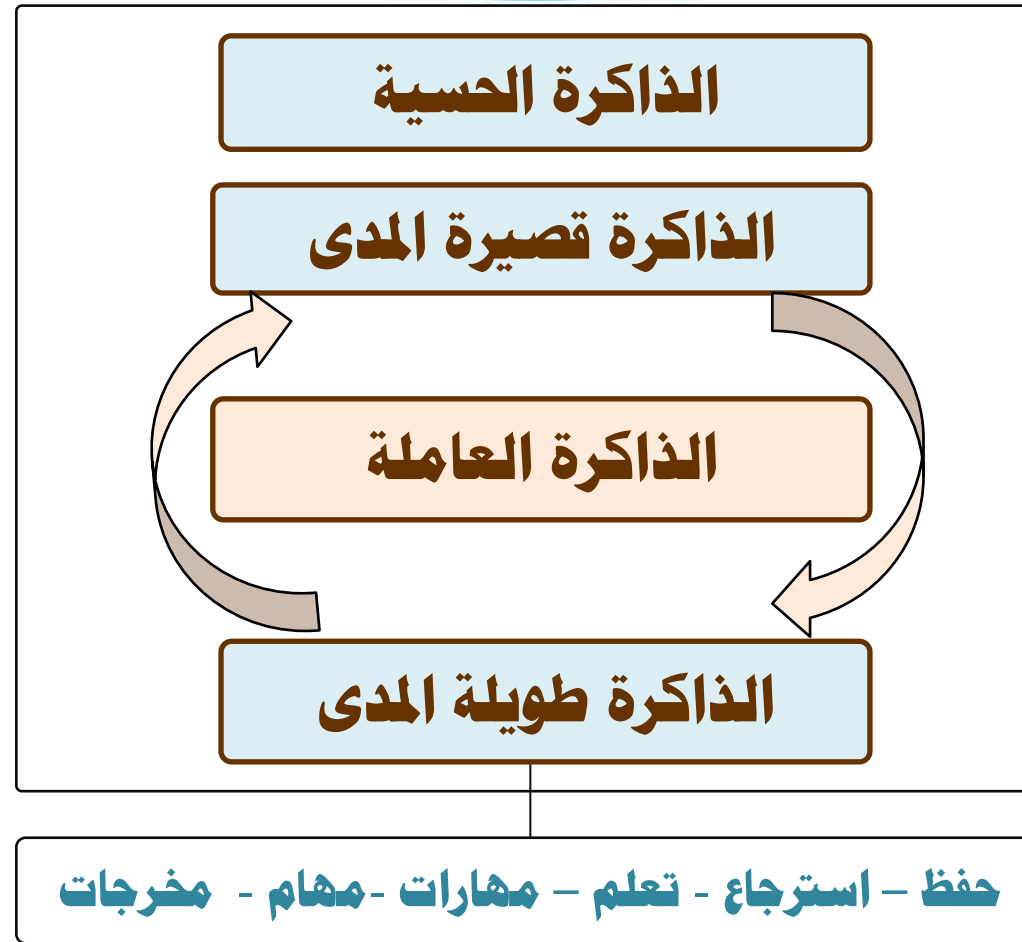 الذاكرة الحسية
الذاكرة قصيرة المدى
الذاكرة العاملة
الذاكرة طويلة المدى
حفظ – استرجاع - تعلم – مهارات -مهام - مخرجات